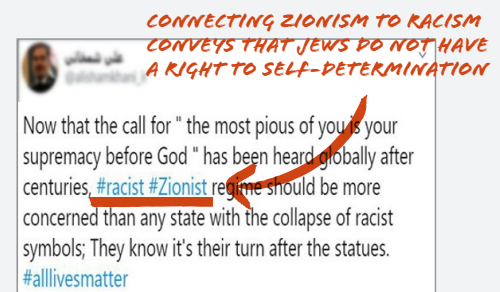 CONNECTING ZIONISM TO RACISM
CONVEYS THAT JEWS DO NOT HAVE
A RIGHT TO SELF-DETERMINATION
علی شمخانی
Now that the call for " the most pious of you is your
supremacy before God " has been heard globally after
centuries, #racist #Zionist regime should be more
concerned than any state with the collapse of racist
symbols; They know it's their turn after the statues.
#alllivesmatter